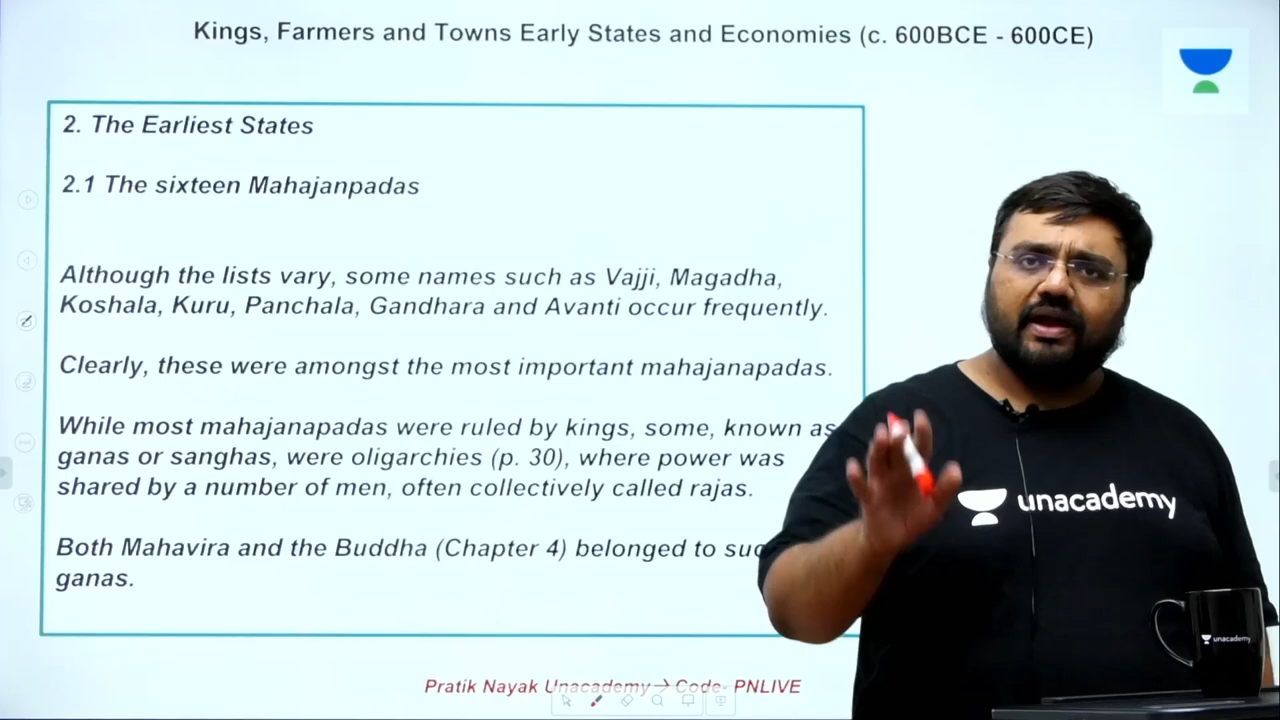 Kings, Farmers and Towns Early States and Economies (c. 600BCE - 600CE)
2. The Earliest States
2.1 The sixteen Mahajanpadas
Although the lists vary, some names such as Vajji, Magadha,
Koshala, Kuru, Panchala, Gandhara and Avanti occur frequently.
Clearly, these were amongst the most important mahajanapadas.
While most mahajanapadas were ruled by kings, some, known as
ganas or sanghas, were oligarchies (p. 30), where power was
shared by a number of men, often collectively called rajas.
Both Mahavira and the Buddha (Chapter 4) belonged to
ganas.
unacademy
unacademy
Pratik Nayak Unacademy→ Code- PNLIVE